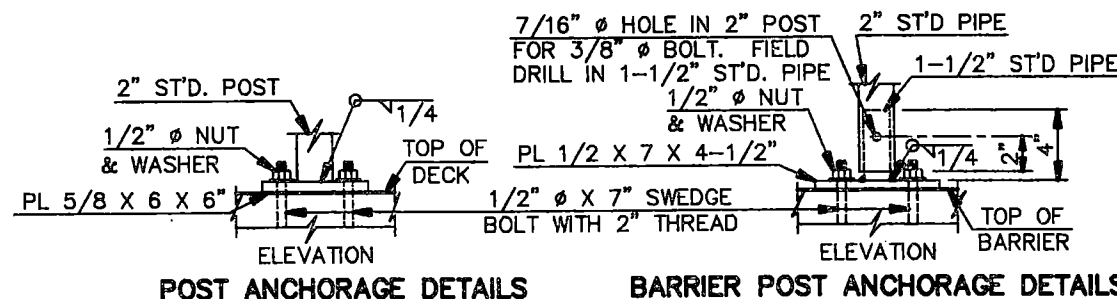 2" ST'D. POST
1/4
1/2" ø NUT
& WASHER
TOP OF
DECK
PL 5/8 X 6 X 6"
ELEVATION
POST ANCHORAGE DETAILS
1/2" ø X 7" SWEDGE
BOLT WITH 2" THREAD
7/16" ø HOLE IN 2" POST
FOR 3/8" ø BOLT. FIELD
DRILL IN 1-1/2" ST'D. PIPE
2" ST'D PIPE
1-1/2" ST'D PIPE
1/2" ø NUT
& WASHER
1/4
2"
4"
PL 1/2 X 7 X 4-1/2"
TOP OF
BARRIER
ELEVATION
BARRIER POST ANCHORAGE DETAILS